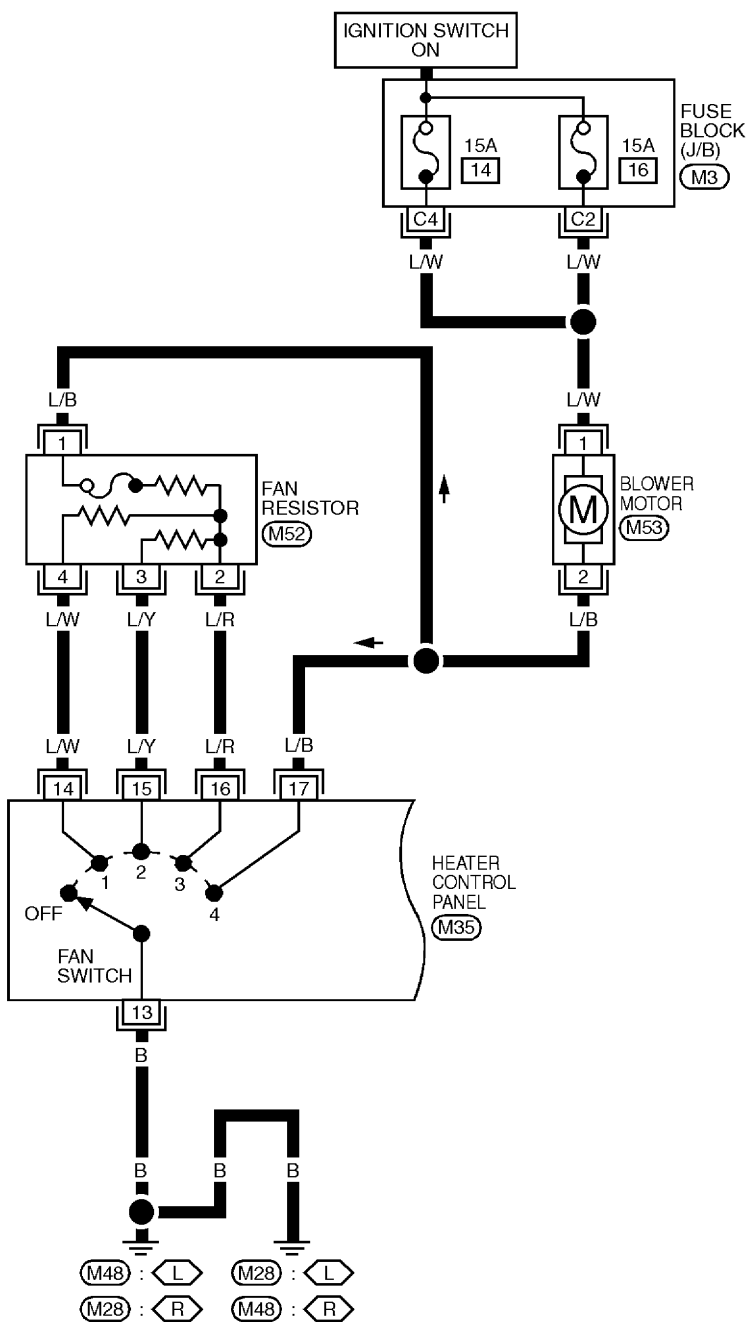 IGNITION SWITCH
ON
FUSE
BLOCK
(J/B)
M3
15A
14
15A
16
C4
C2
L/W
L/W
L/B
L/W
1
1
FAN
RESISTOR
M52
M
BLOWER
MOTOR
M53
4
3
2
2
L/W
L/Y
L/R
L/B
L/W
L/Y
L/R
L/B
14
15
16
17
1
2
3
4
OFF
FAN
SWITCH
HEATER
CONTROL
PANEL
M35
13
B
B
B
B
M48 : L
M28 : L
M28 : R
M48 : R